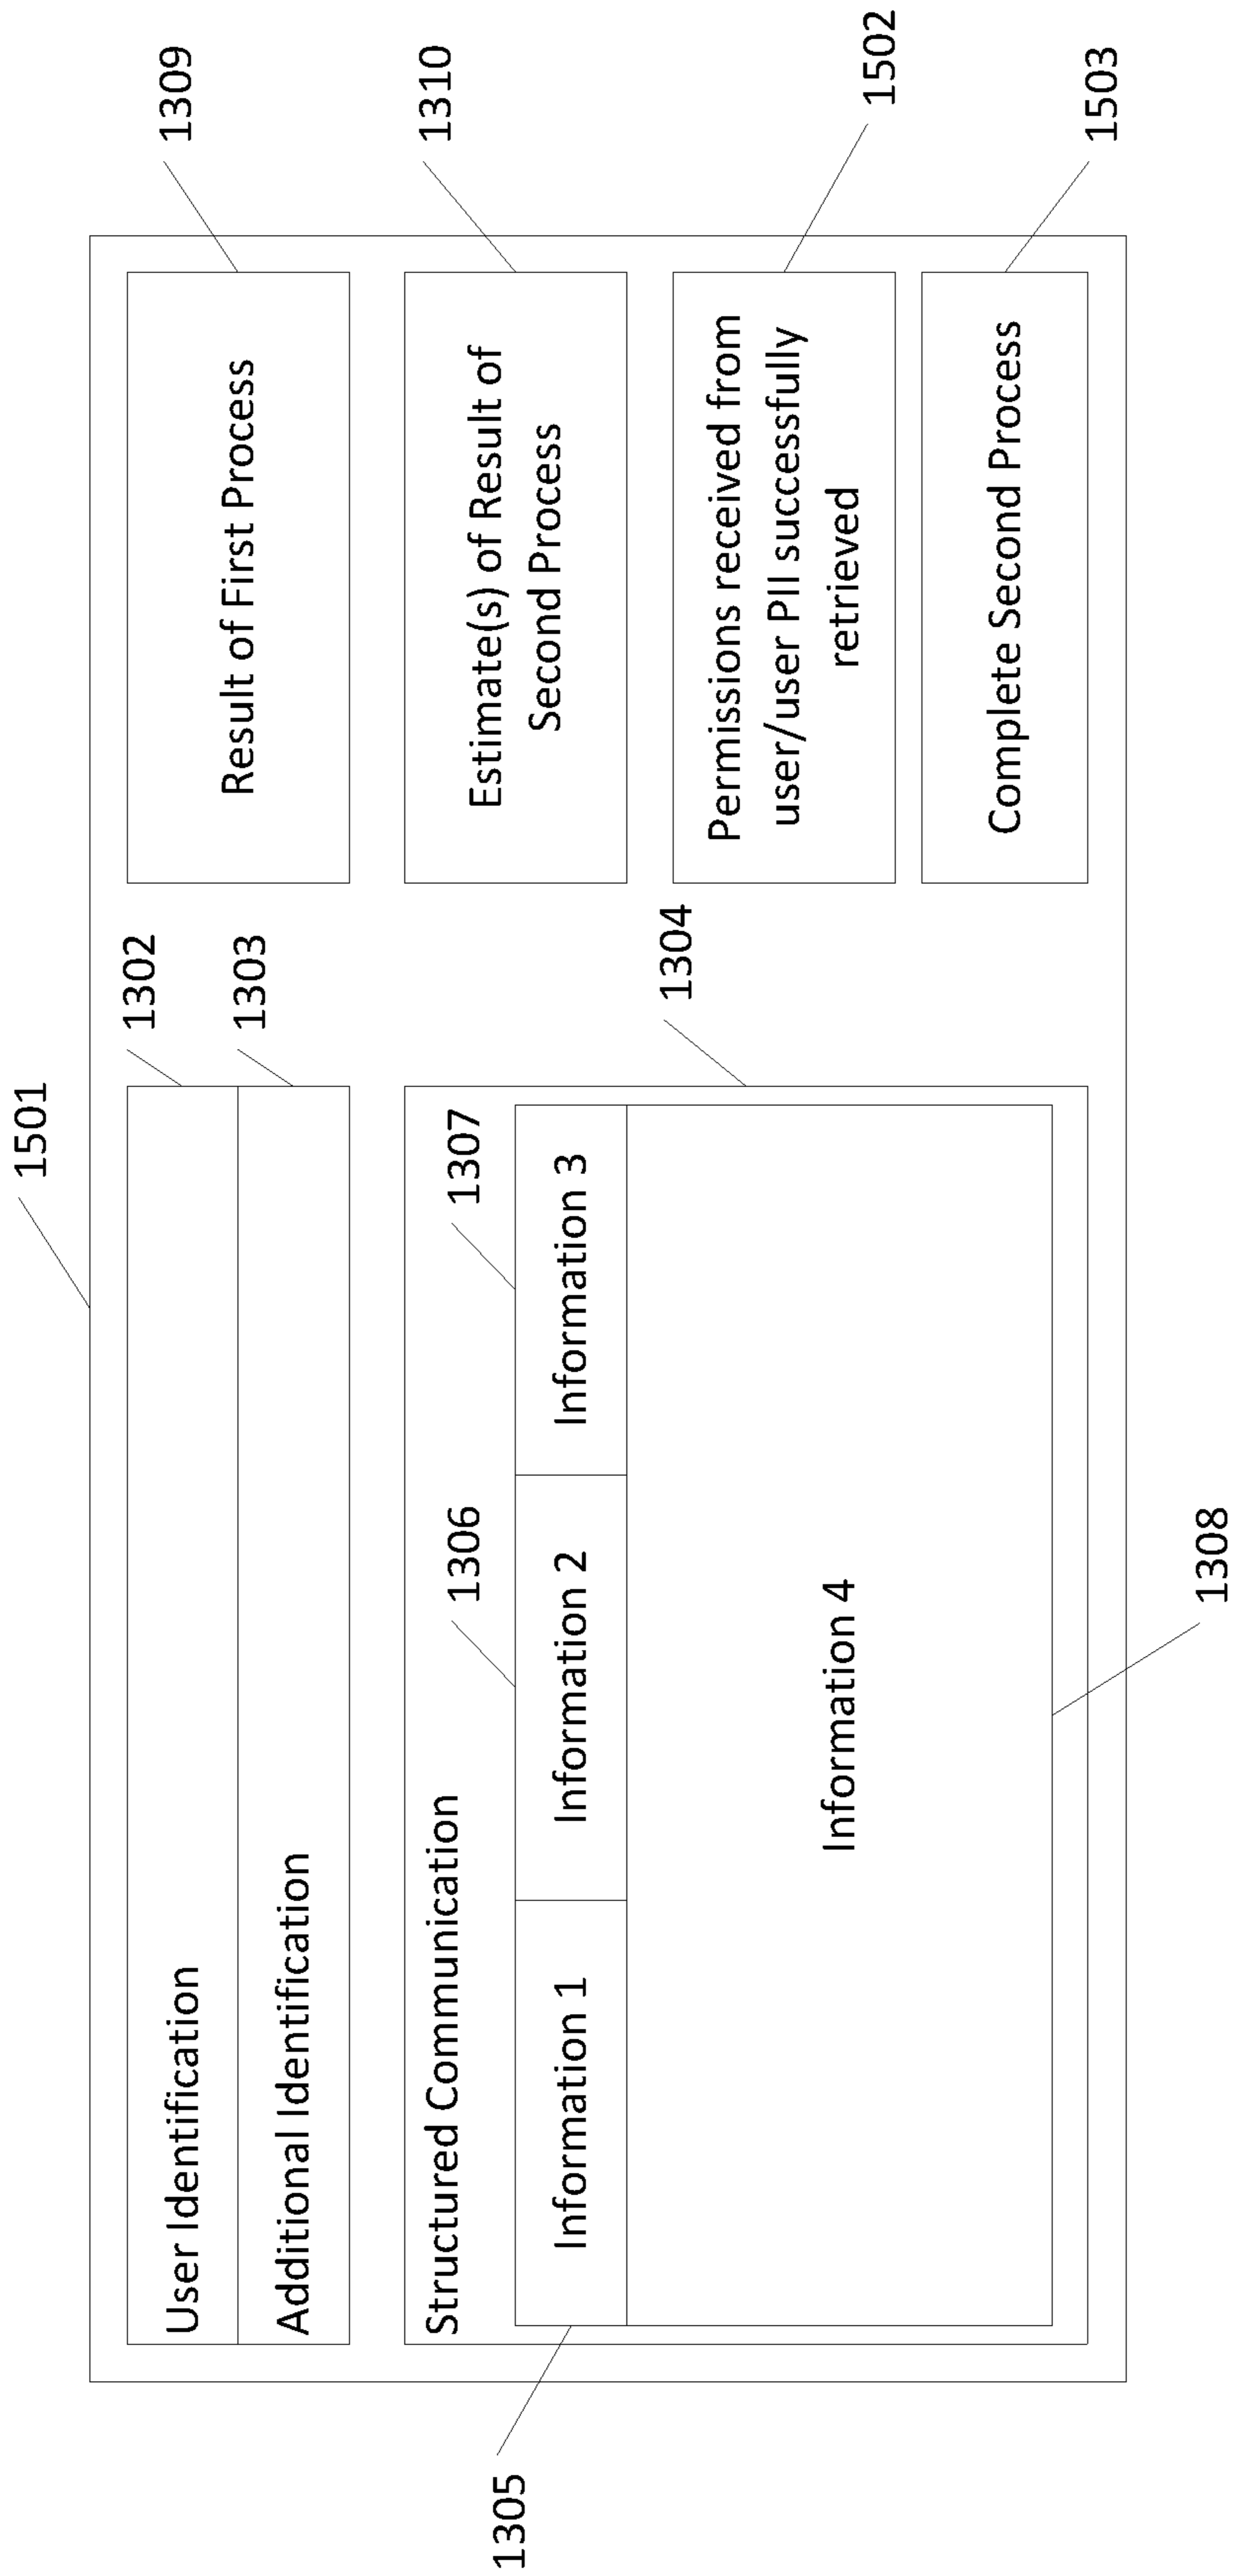 1501
User Identification
1302
Additional Identification
1303
Structured Communication
1304
1305
Information 1
1306
Information 2
1307
Information 3
Information 4
1308
1309
Result of First Process
1310
Estimate(s) of Result of
Second Process
1502
Permissions received from
user/user PII successfully
retrieved
1503
Complete Second Process